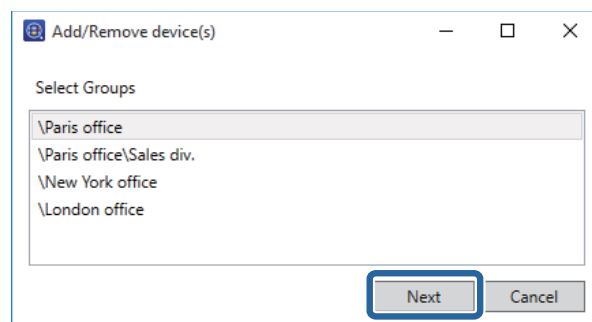 Add/Remove device(s)
Select Groups
\Paris office
\Paris office\Sales div.
\New York office
\London office
Next Cancel